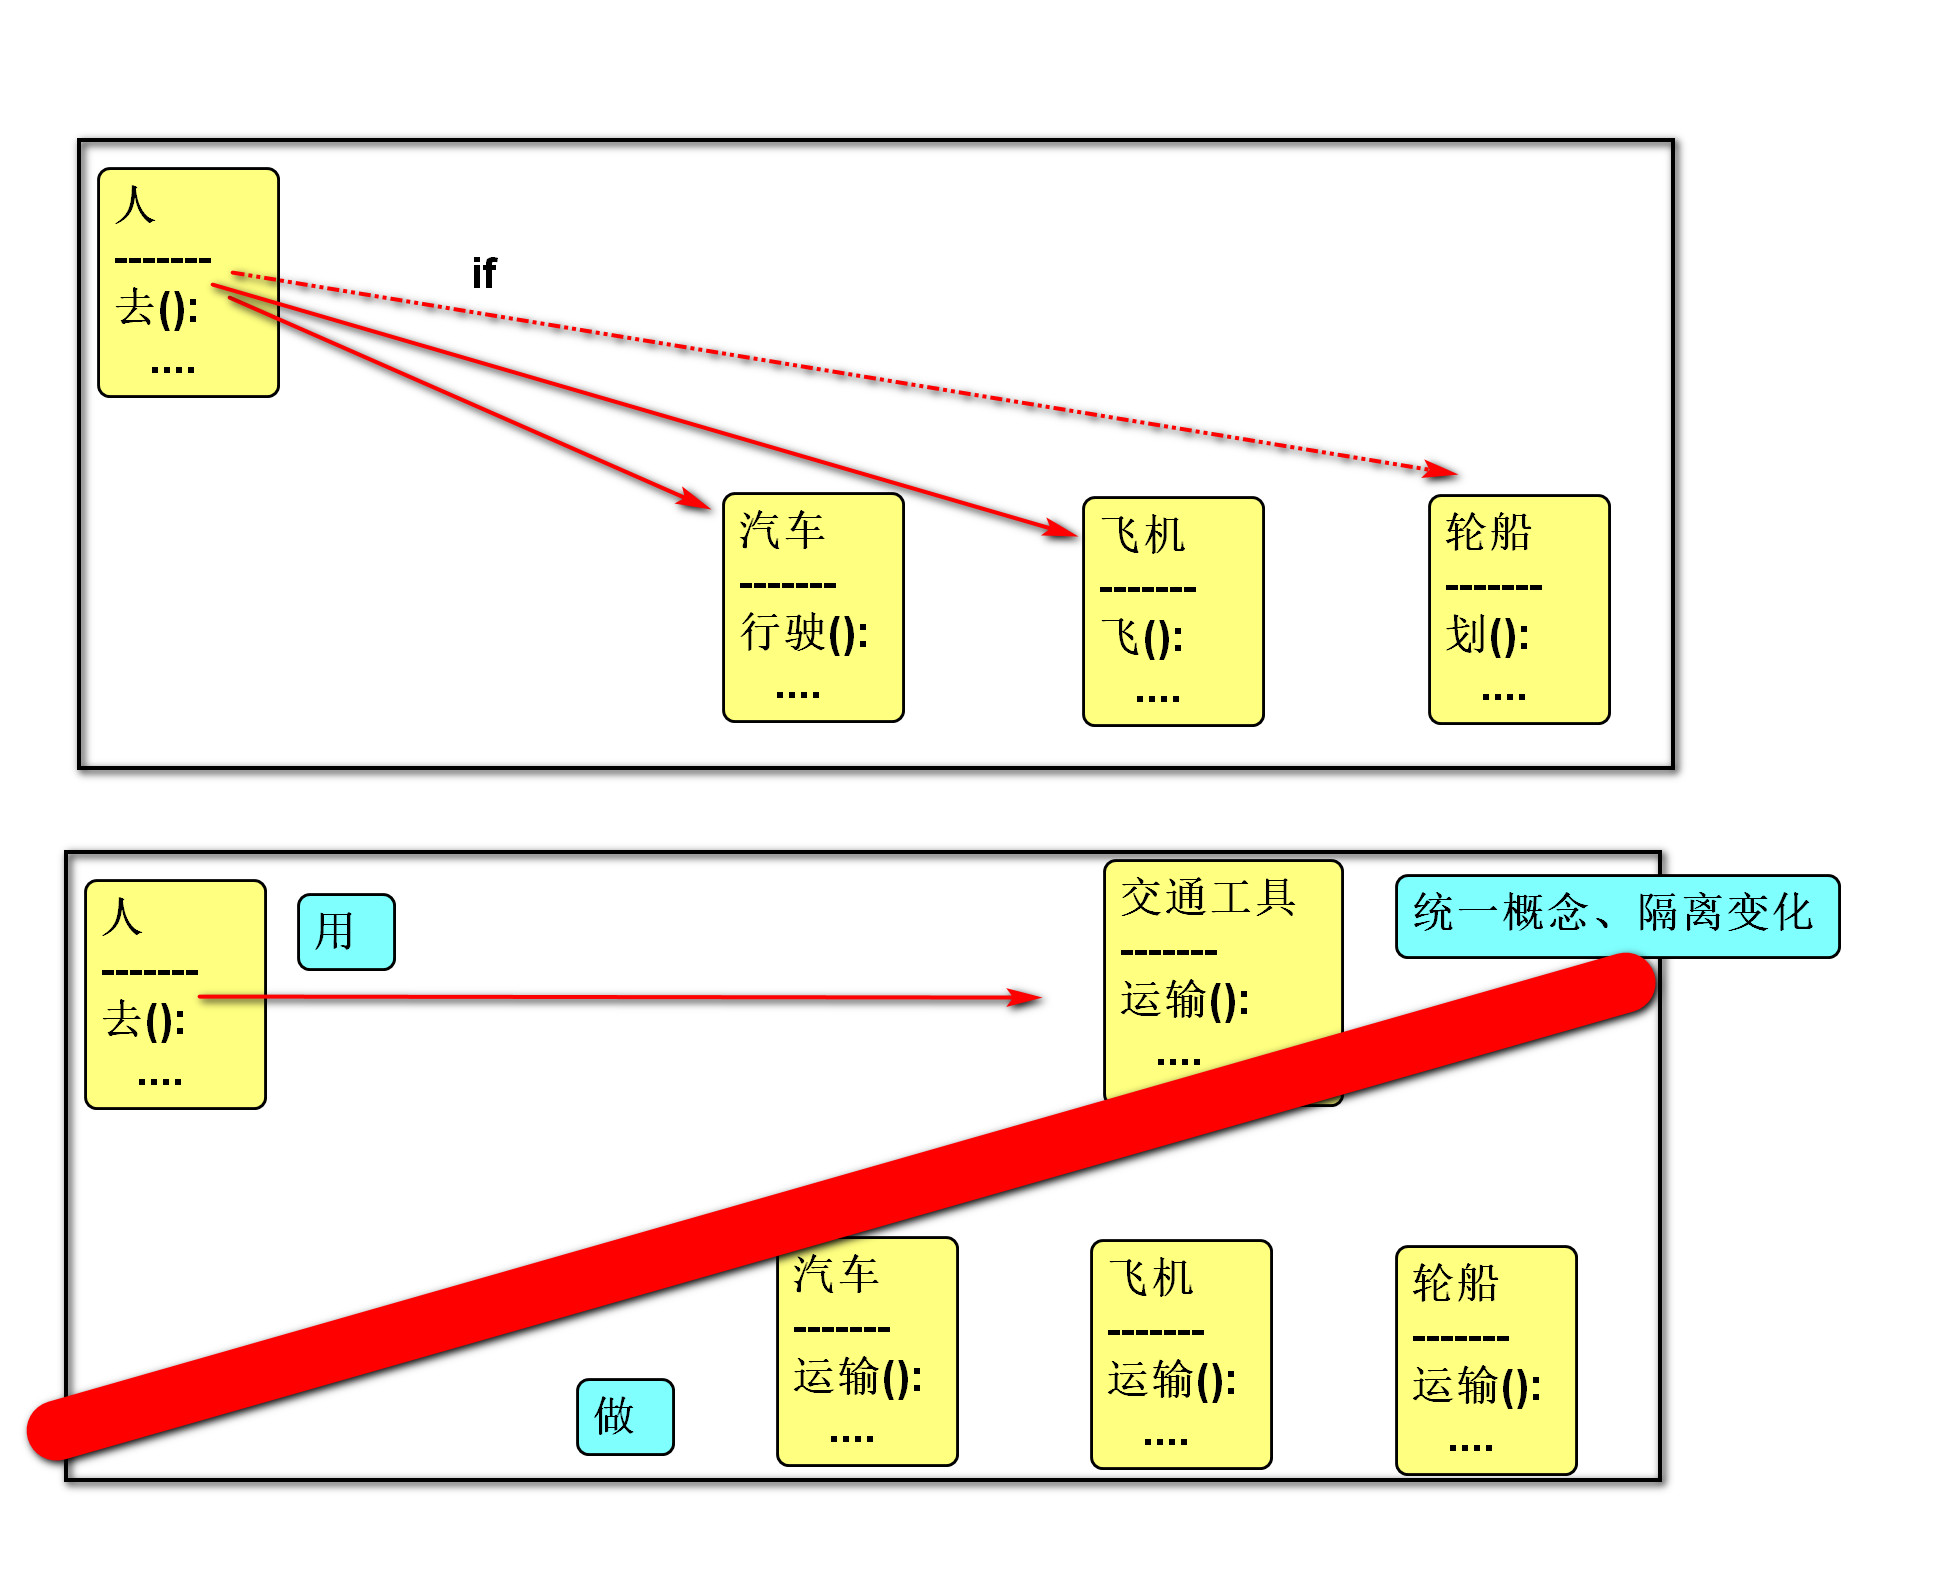 人
-------
去():
....
if
汽车
-------
行驶():
....
飞机
-------
飞():
....
轮船
-------
划():
....
人
-------
去():
....
用
交通工具
-------
运输():
....
统一概念、隔离变化
做
汽车
-------
运输():
....
飞机
-------
运输():
....
轮船
-------
运输():
....